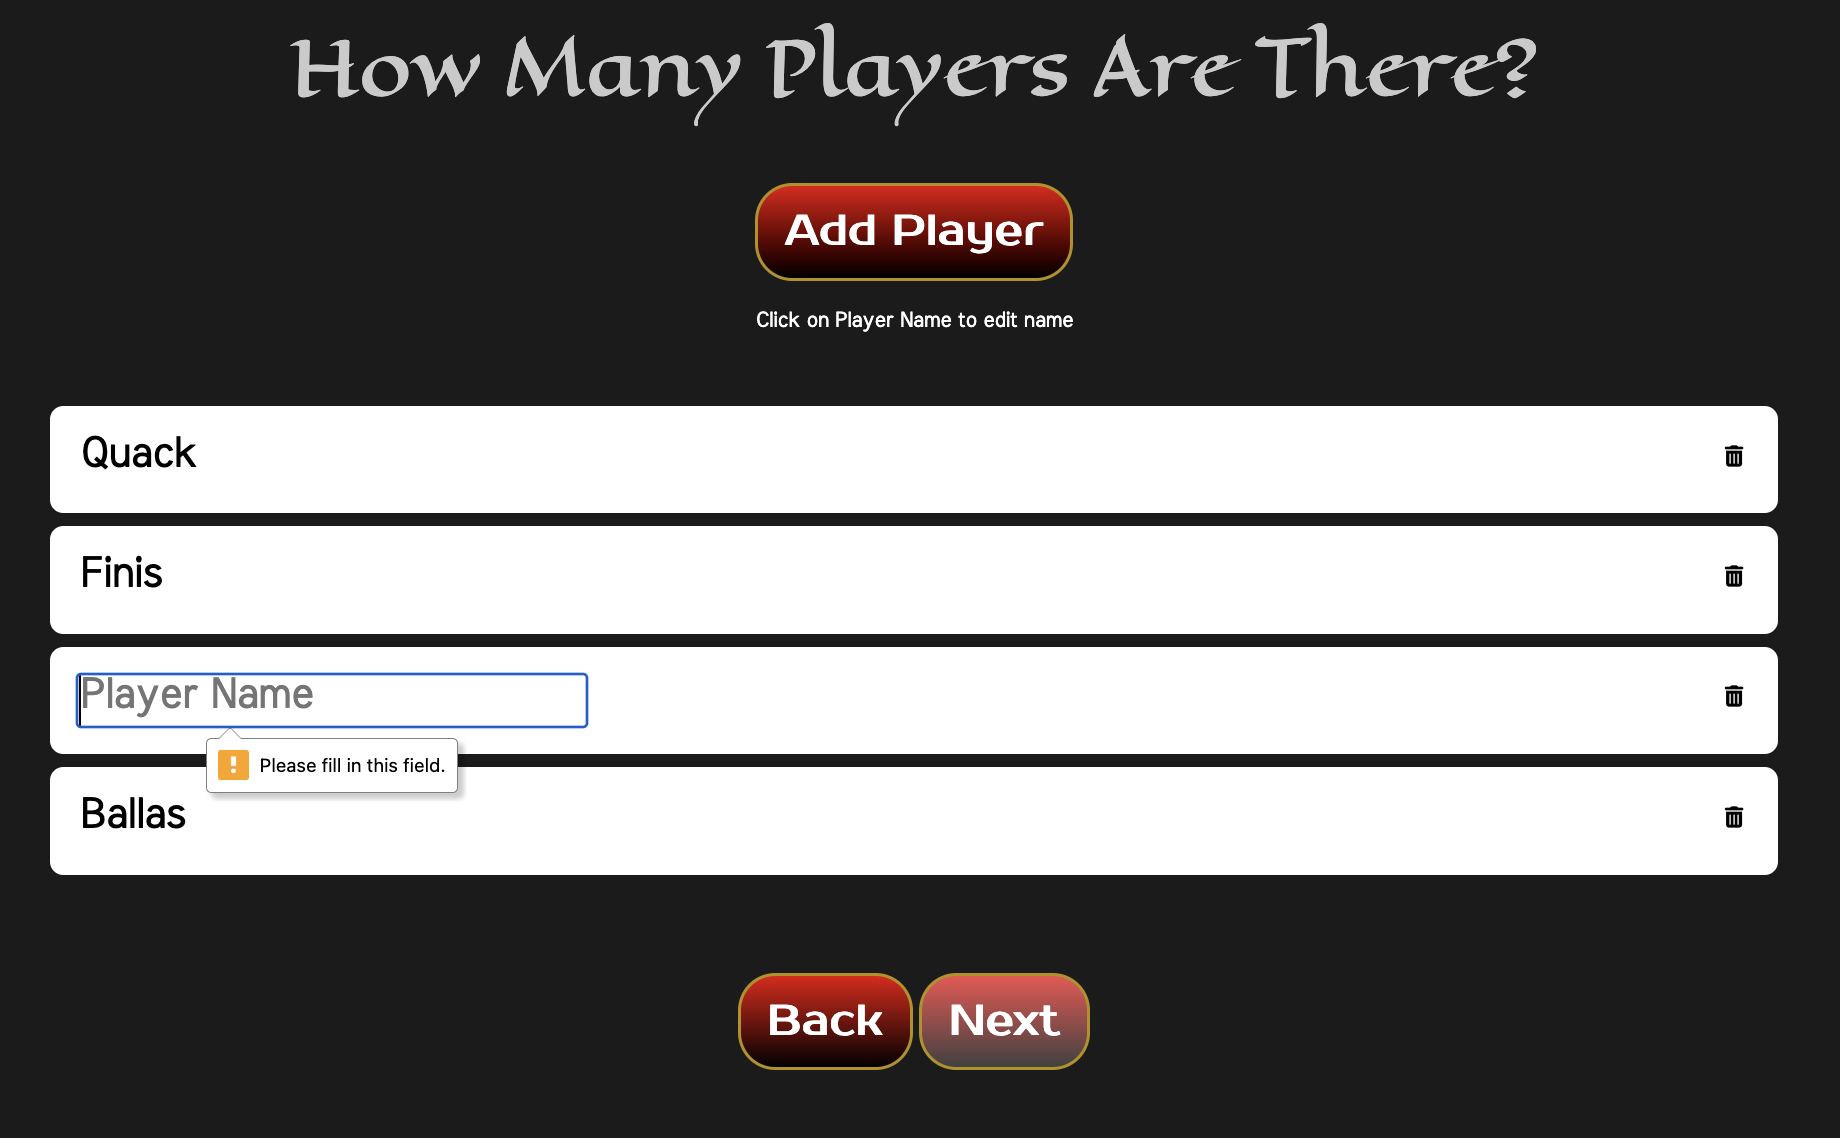 How Many Players Are There?
Add Player
Click on Player Name to edit name
Quack
Finis
Player Name
Please fill in this field.
Ballas
Back Next